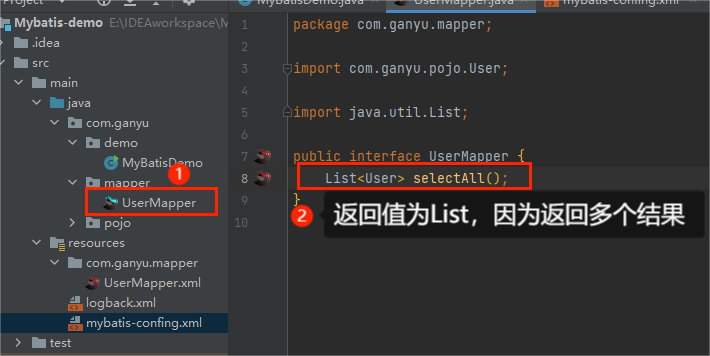 Project
MyBatisDemo.java
UserMapper.java
mybatis-confing.xml
Mybatis-demo E:\IDEAworkspace\M
.idea
src
main
java
com.ganyu
demo
MyBatisDemo
1
mapper
UserMapper
pojo
resources
com.ganyu.mapper
UserMapper.xml
logback.xml
mybatis-confing.xml
test
1 package com.ganyu.mapper;
2
3 import com.ganyu.pojo.User;
4
5 import java.util.List;
6
7 public interface UserMapper {
8 List<User> selectAll();
9 }
10
2 返回值为List，因为返回多个结果